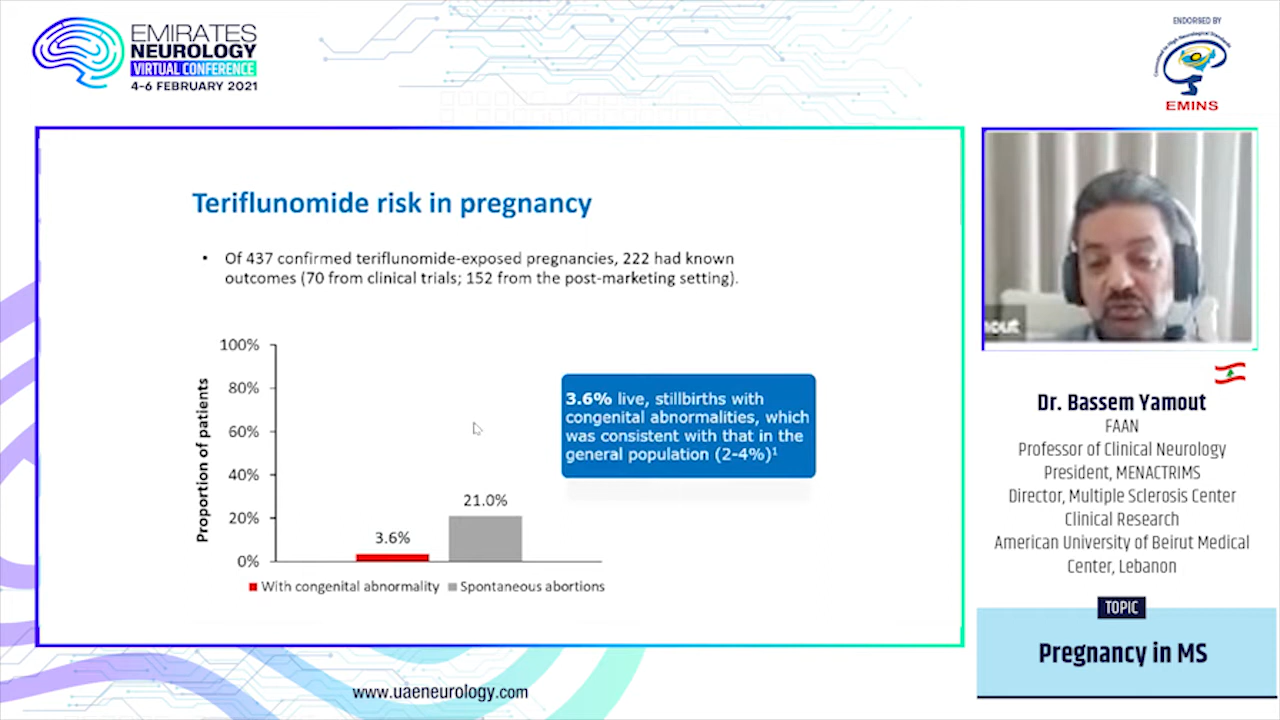 EMIRATES
NEUROLOGY
VIRTUAL CONFERENCE
4-6 FEBRUARY 2021
ENDORSED BY
EMINS
Teriflunomide risk in pregnancy
• Of 437 confirmed teriflunomide-exposed pregnancies, 222 had known
outcomes (70 from clinical trials; 152 from the post-marketing setting).
Proportion of patients
100%
80%
60%
40%
20%
0%
3.6%
21.0%
With congenital abnormality
Spontaneous abortions
3.6% live, stillbirths with
congenital abnormalities, which
was consistent with that in the
general population (2-4%)¹
Dr. Bassem Yamout
FAAN
Professor of Clinical Neurology
President, MENACTRIMS
Director, Multiple Sclerosis Center
Clinical Research
American University of Beirut Medical
Center, Lebanon
TOPIC
Pregnancy in MS
www.uaeneurology.com